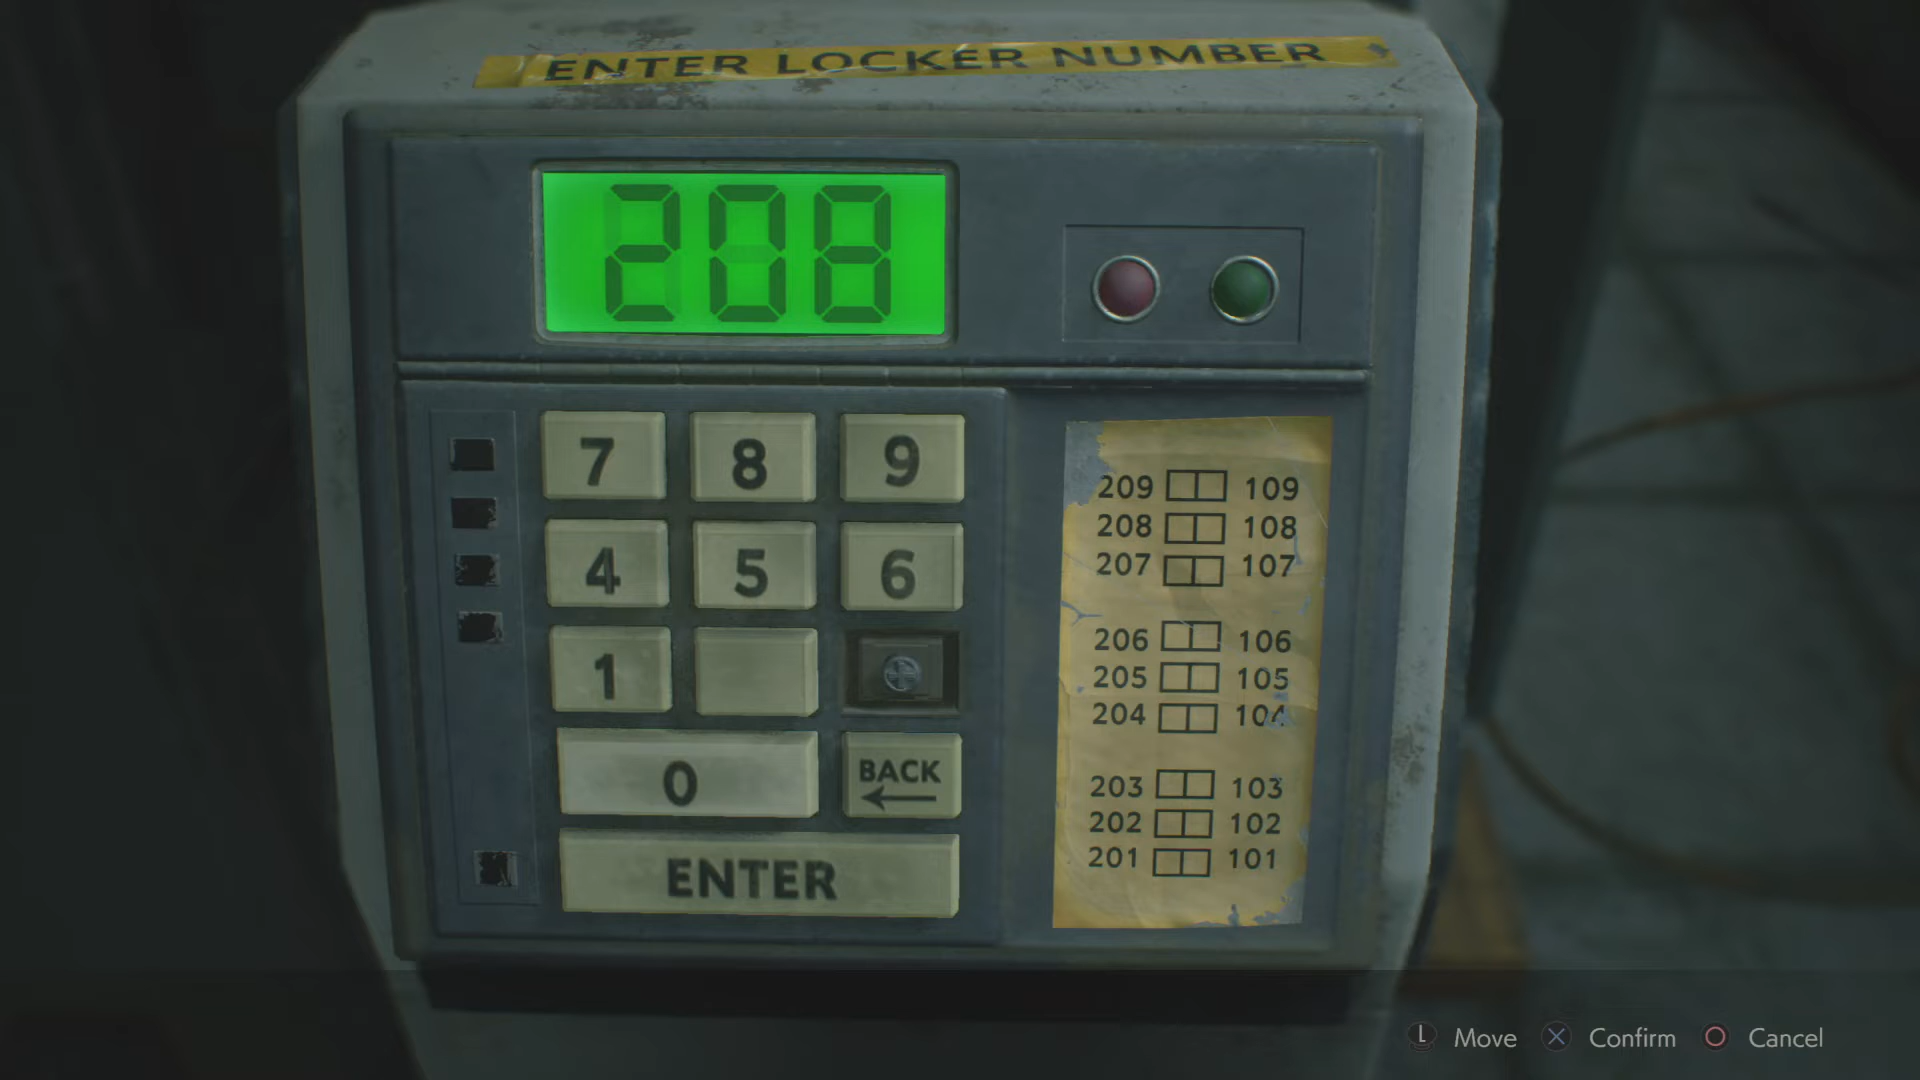 ENTER LOCKER NUMBER
208
7 8 9
4 5 6
1
0 BACK
ENTER
209 109
208 108
207 107
206 106
205 105
204 104
203 103
202 102
201 101
L Move Confirm Cancel